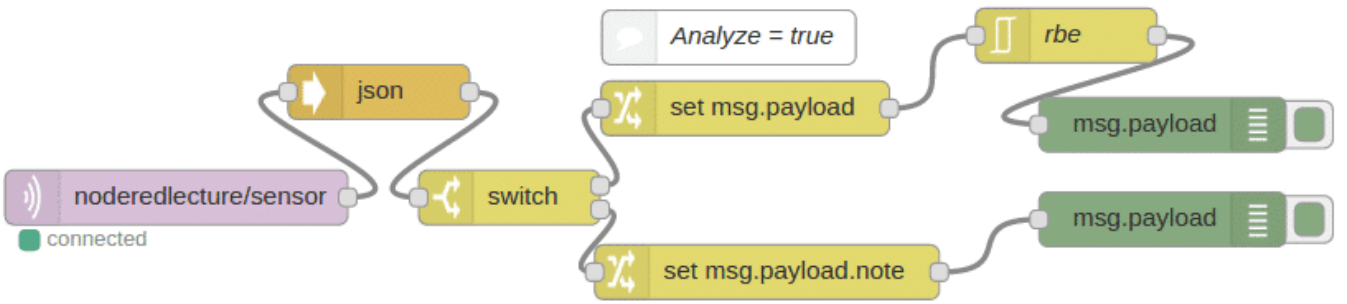 Analyze = true
rbe
json
set msg.payload
msg.payload
noderedlecture/sensor
switch
msg.payload
connected
set msg.payload.note